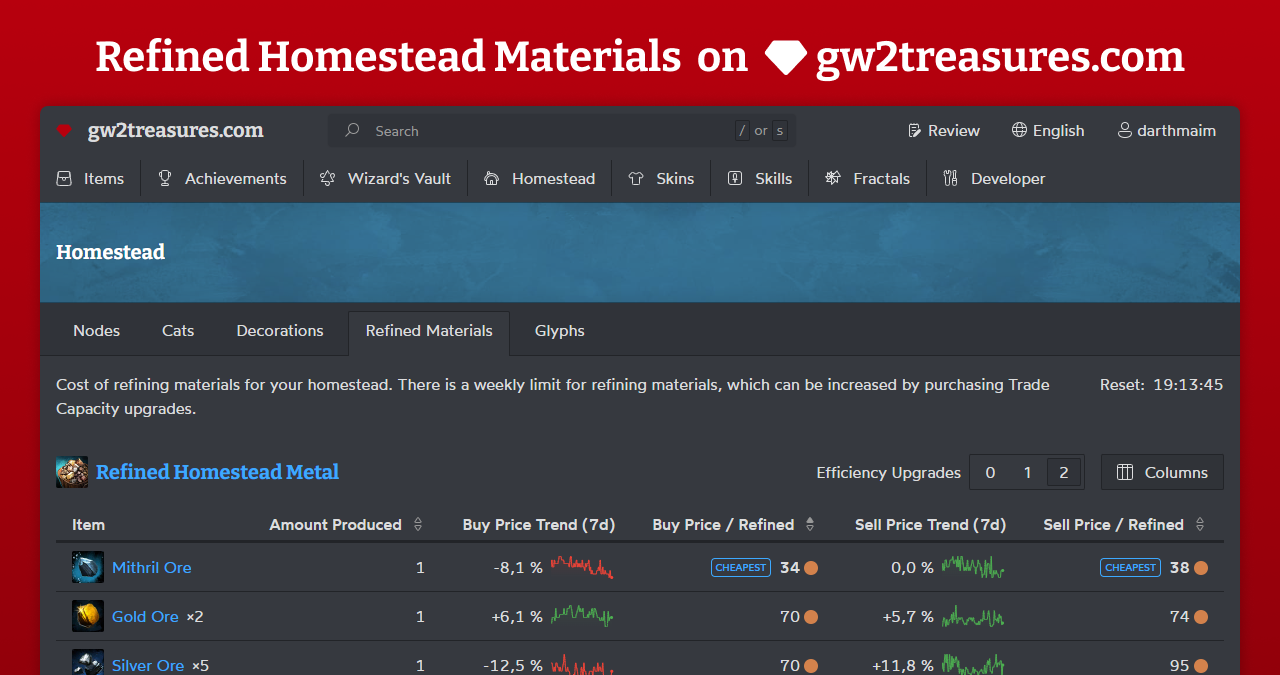 Refined Homestead Materials on gw2treasures.com
gw2treasures.com Search / or s Review English darthmaim
Items Achievements Wizard's Vault Homestead Skins Skills Fractals Developer
Homestead
Nodes Cats Decorations Refined Materials Glyphs
Cost of refining materials for your homestead. There is a weekly limit for refining materials, which can be increased by purchasing Trade Reset: 19:13:45
Capacity upgrades.
Refined Homestead Metal Efficiency Upgrades 0 1 2 Columns
Item Amount Produced Buy Price Trend (7d) Buy Price / Refined Sell Price Trend (7d) Sell Price / Refined
Mithril Ore 1 -8,1 % CHEAPEST 34 0,0 % CHEAPEST 38
Gold Ore ×2 1 +6,1 % 70 +5,7 % 74
Silver Ore ×5 1 -12,5 % 70 +11,8 % 95